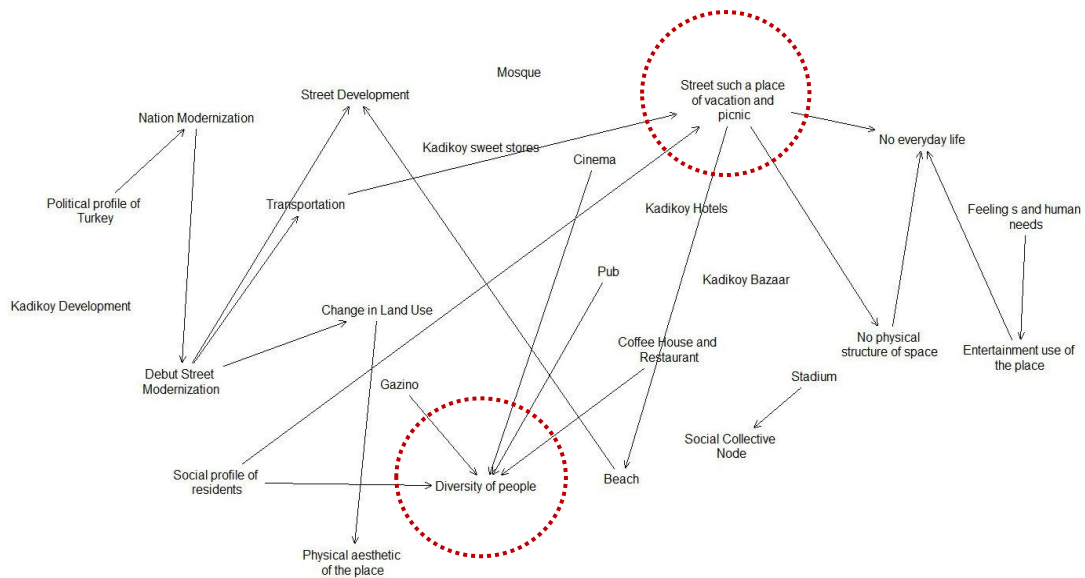 Mosque
Street such a place
of vacation and
picnic
Street Development
Nation Modernization
Kadikoy sweet stores
No everyday life
Cinema
Political profile of
Turkey
Transportation
Kadikoy Hotels
Feeling s and human
needs
Pub
Kadikoy Bazaar
Kadikoy Development
Change in Land Use
Coffee House and
Restaurant
No physical
structure of space
Entertainment use of
the place
Debut Street
Modernization
Gazino
Stadium
Social Collective
Node
Social profile of
residents
Diversity of people
Beach
Physical aesthetic
of the place